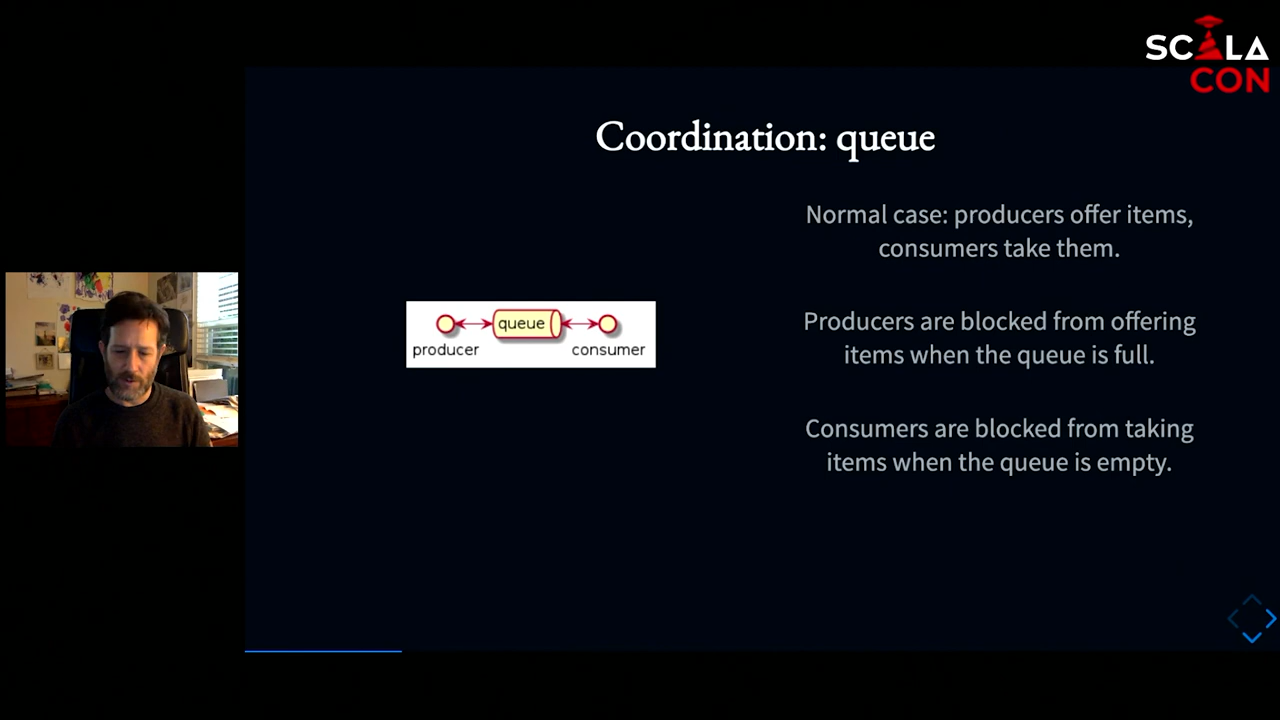 SCALA
CON
Coordination: queue
Normal case: producers offer items,
consumers take them.
Producers are blocked from offering
items when the queue is full.
Consumers are blocked from taking
items when the queue is empty.
queue
producer
consumer